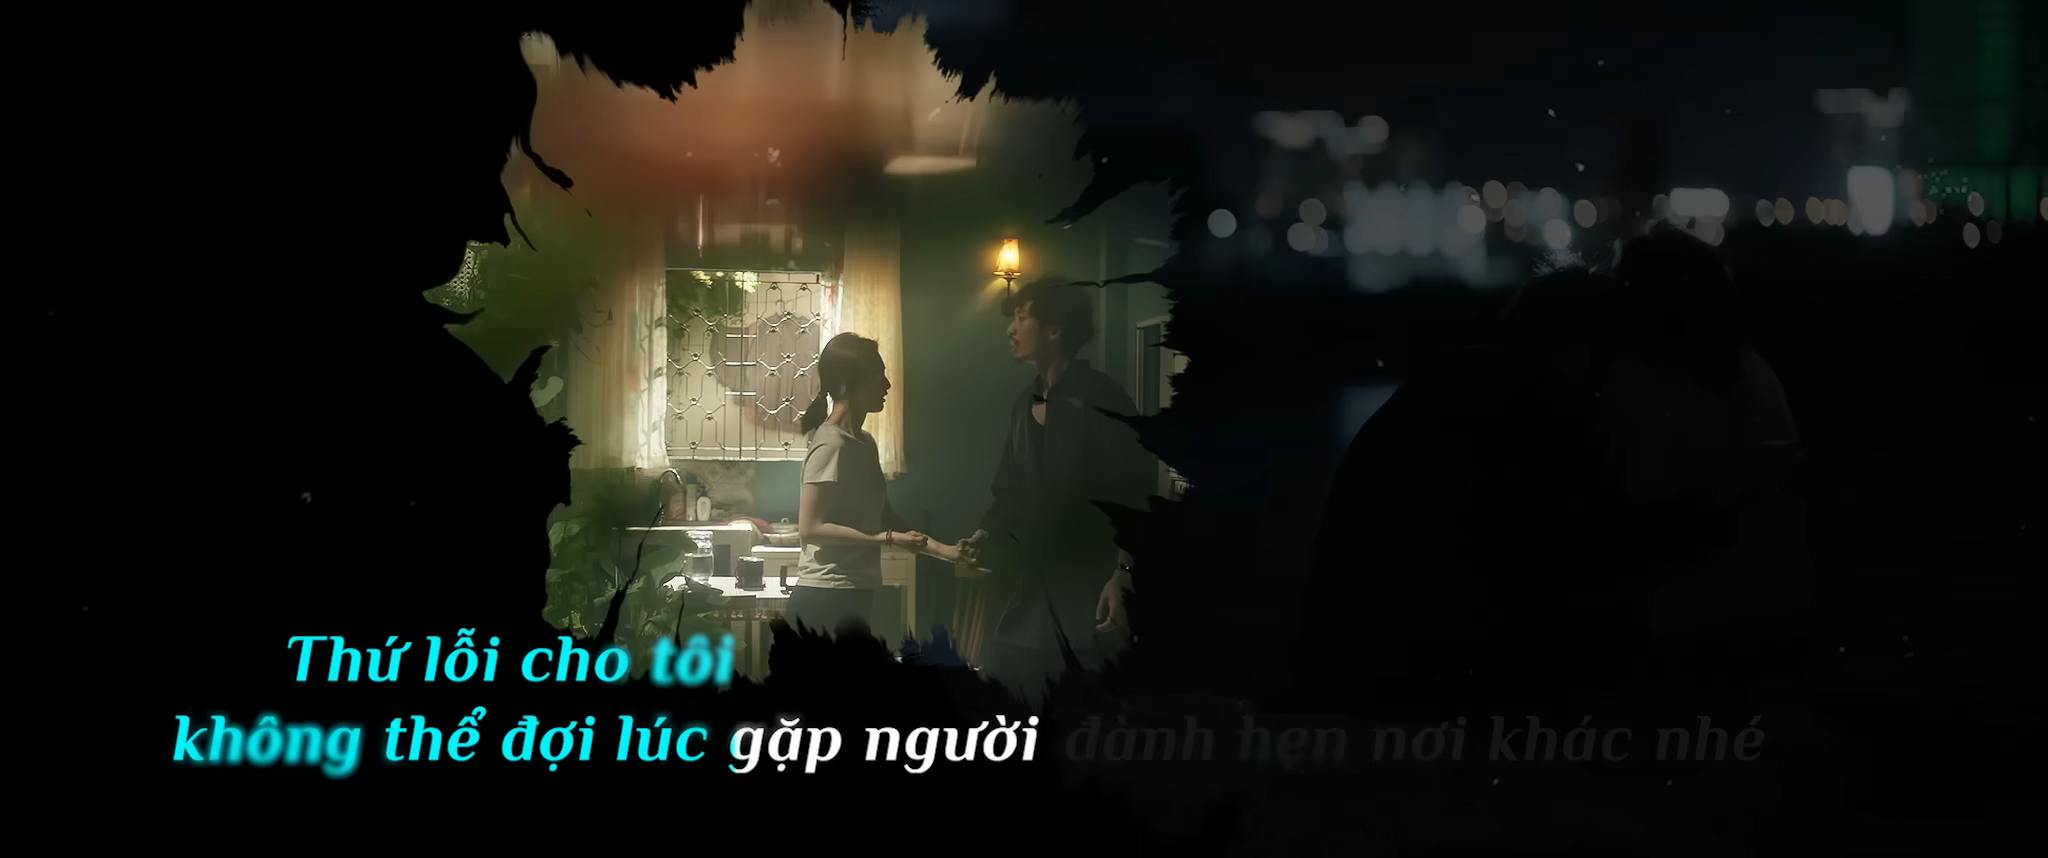 Thứ lỗi cho tôi
không thể đợi lúc gặp người đành hẹn nơi khác nhé